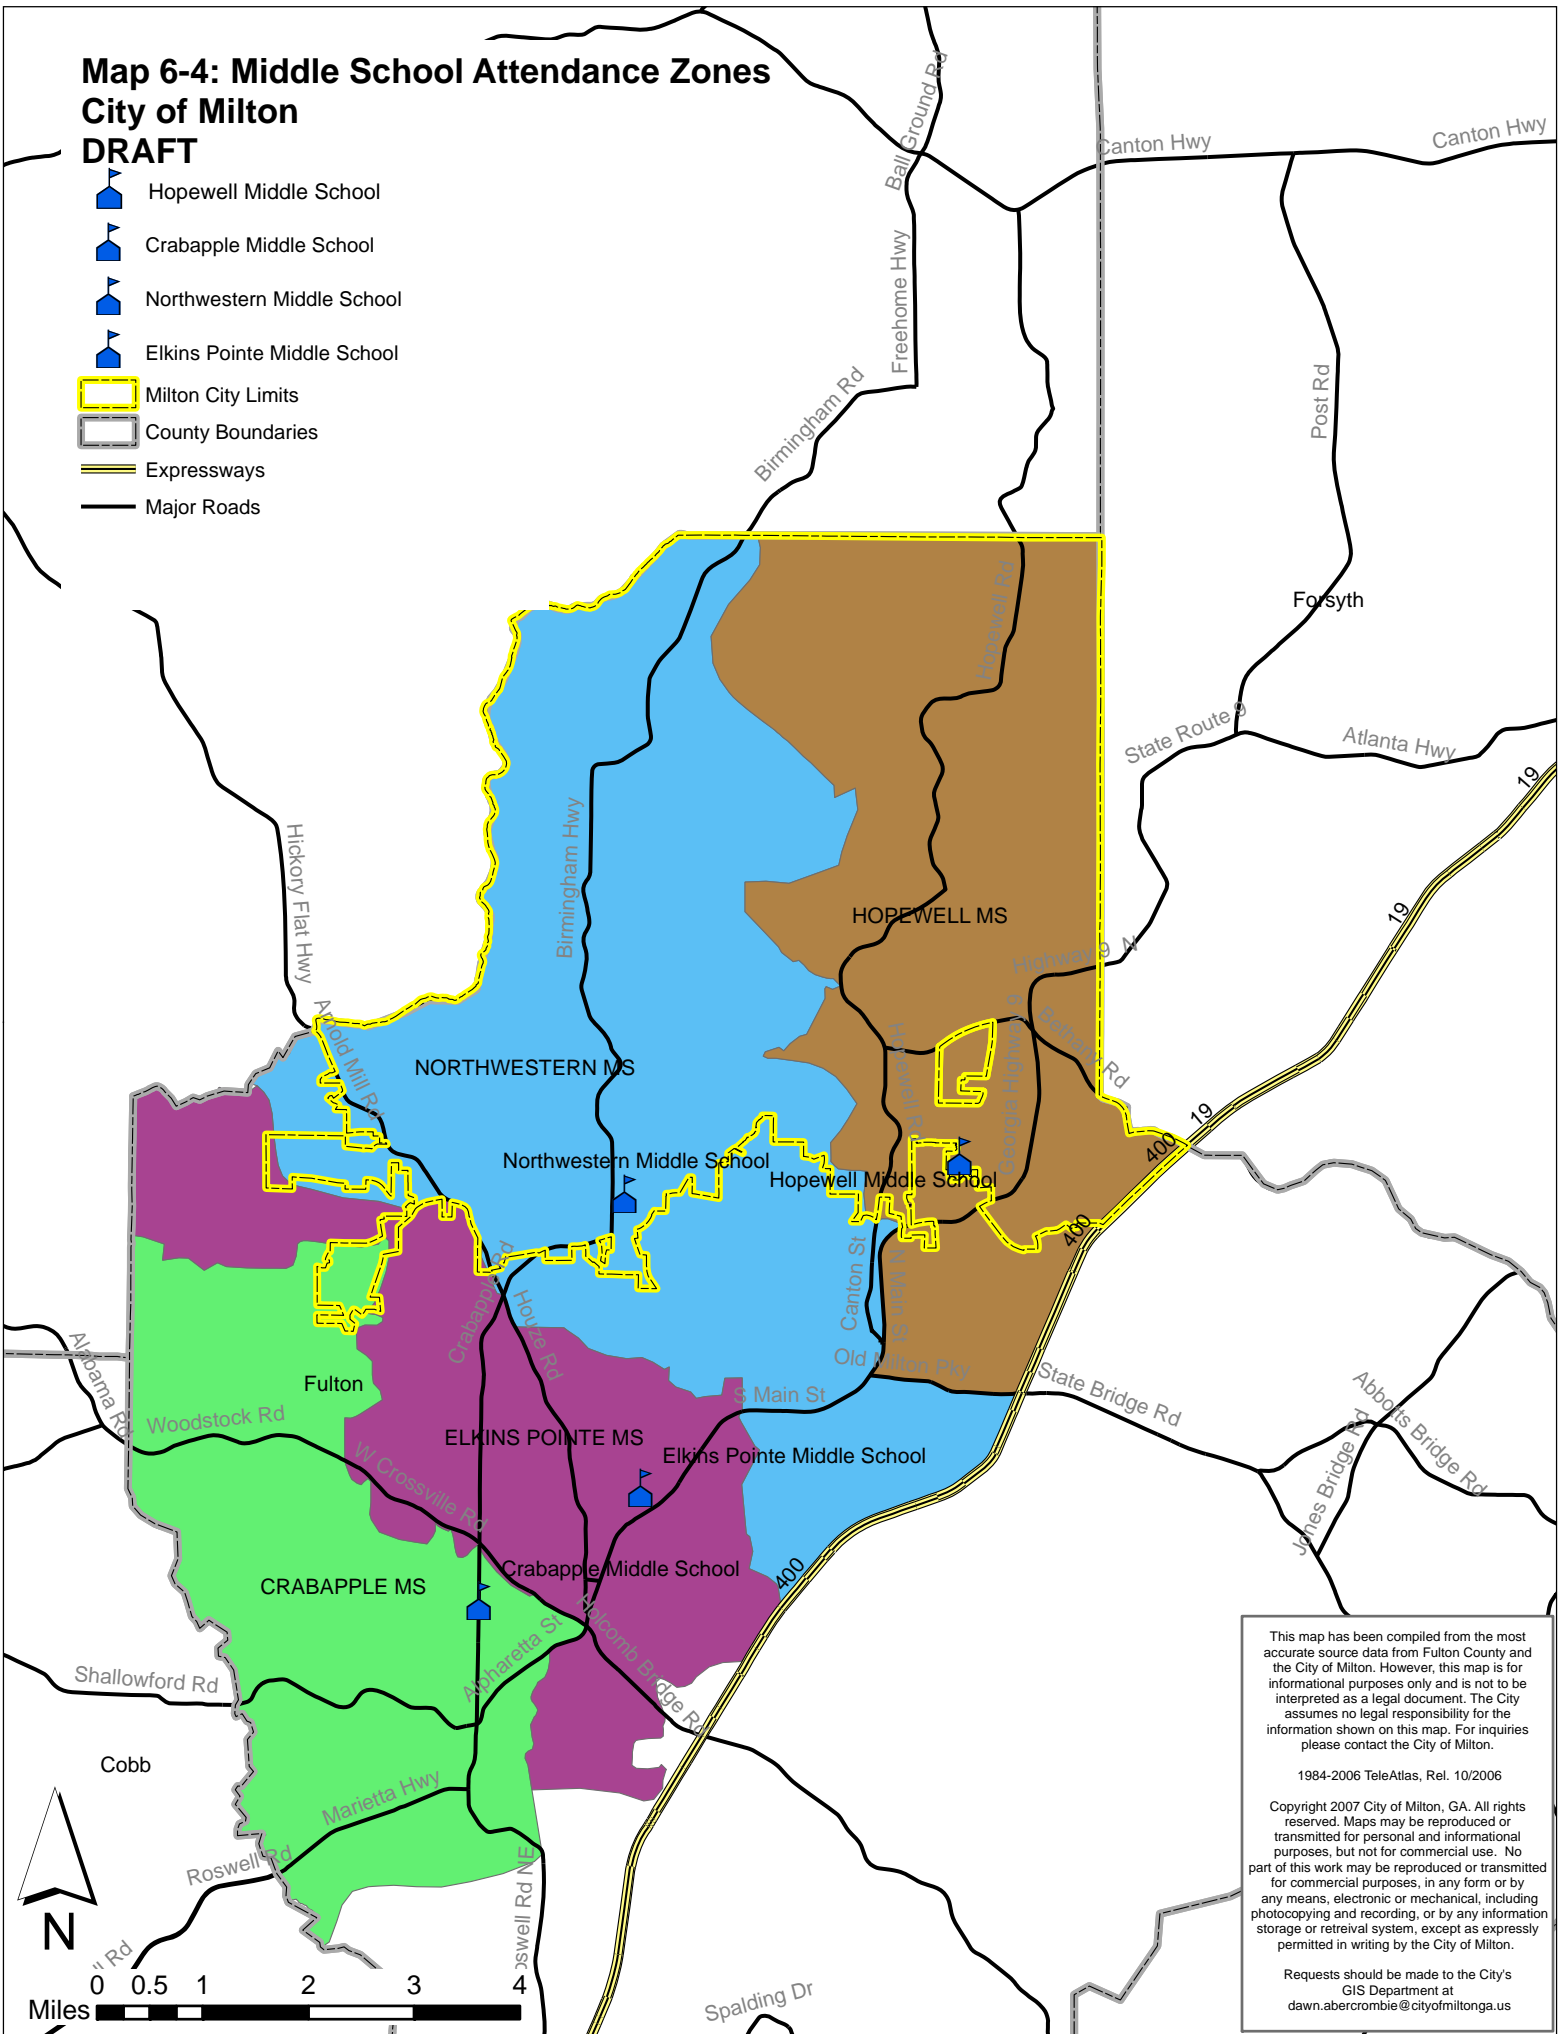 Map 6-4: Middle School Attendance Zones
City of Milton
DRAFT
Hopewell Middle School
Crabapple Middle School
Northwestern Middle School
Elkins Pointe Middle School
Milton City Limits
County Boundaries
Expressways
Major Roads
Ball Ground Rd
Canton Hwy
Canton Hwy
Freehome Hwy
Birmingham Rd
Post Rd
Hopewell Rd
Forsyth
State Route 9
Atlanta Hwy
19
Hickory Flat Hwy
Birmingham Hwy
19
HOPEWELL MS
Highway 9 N
Arnold Mill Rd
NORTHWESTERN MS
Hopewell Rd
Georgia Highway 9
Bethany Rd
19
400
Northwestern Middle School
Hopewell Middle School
400
Crabapple Rd
Houze Rd
Canton St
N Main St
Old Milton Pky
Alabama Rd
Fulton
Woodstock Rd
S Main St
State Bridge Rd
Abbotts Bridge Rd
Jones Bridge Rd
ELKINS POINTE MS
Elkins Pointe Middle School
W Crossville Rd
Crabapple Middle School
400
CRABAPPLE MS
Holcomb Bridge Rd
Alpharetta St
Shallowford Rd
Cobb
Marietta Hwy
Roswell Rd
oswell Rd NE
ll Rd
Spalding Dr
N
0 0.5 1 2 3 4
Miles
This map has been compiled from the most
accurate source data from Fulton County and
the City of Milton. However, this map is for
informational purposes only and is not to be
interpreted as a legal document. The City
assumes no legal responsibility for the
information shown on this map. For inquiries
please contact the City of Milton.
1984-2006 TeleAtlas, Rel. 10/2006
Copyright 2007 City of Milton, GA. All rights
reserved. Maps may be reproduced or
transmitted for personal and informational
purposes, but not for commercial use. No
part of this work may be reproduced or transmitted
for commercial purposes, in any form or by
any means, electronic or mechanical, including
photocopying and recording, or by any information
storage or retreival system, except as expressly
permitted in writing by the City of Milton.
Requests should be made to the City's
GIS Department at
dawn.abercrombie@cityofmiltonga.us